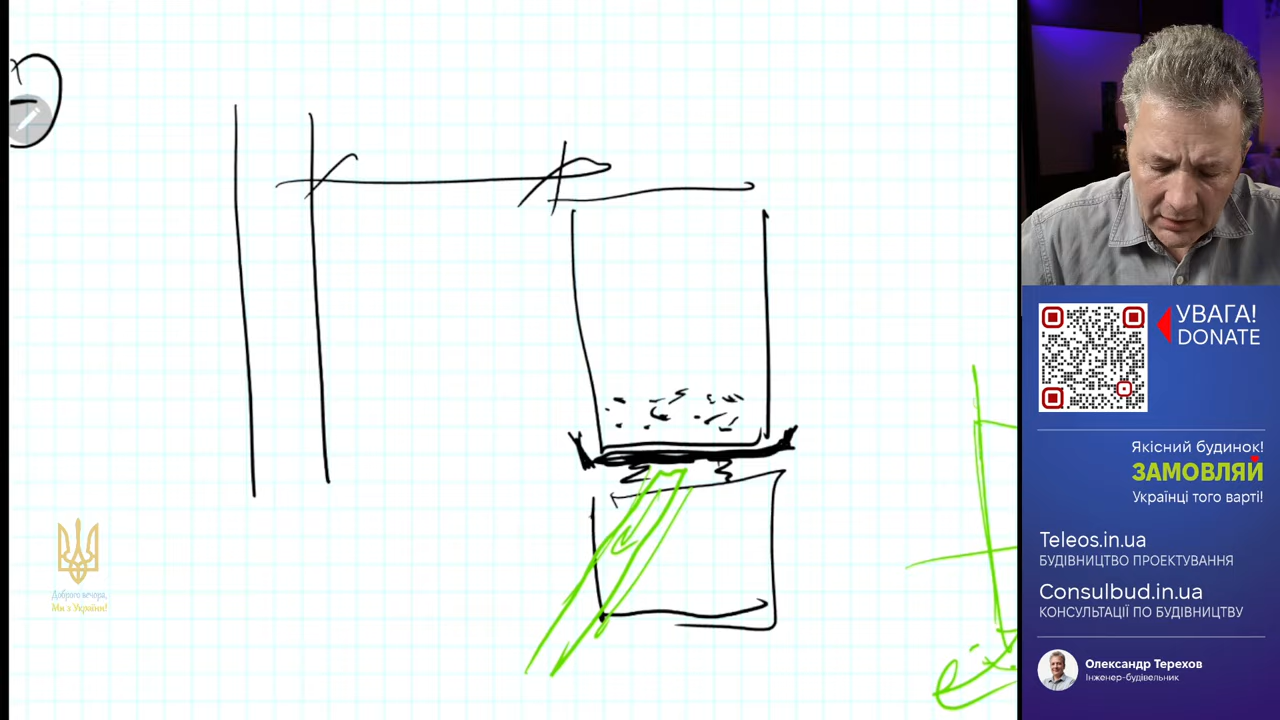 УВАГА!
DONATE
Якісний будинок!
ЗАМОВЛЯЙ
Українці того варті!
Teleos.in.ua
БУДІВНИЦТВО ПРОЕКТУВАННЯ
Consulbud.in.ua
КОНСУЛЬТАЦІЇ ПО БУДІВНИЦТВУ
Олександр Терехов
Інженер-будівельник
Доброго вечора,
Ми з України!